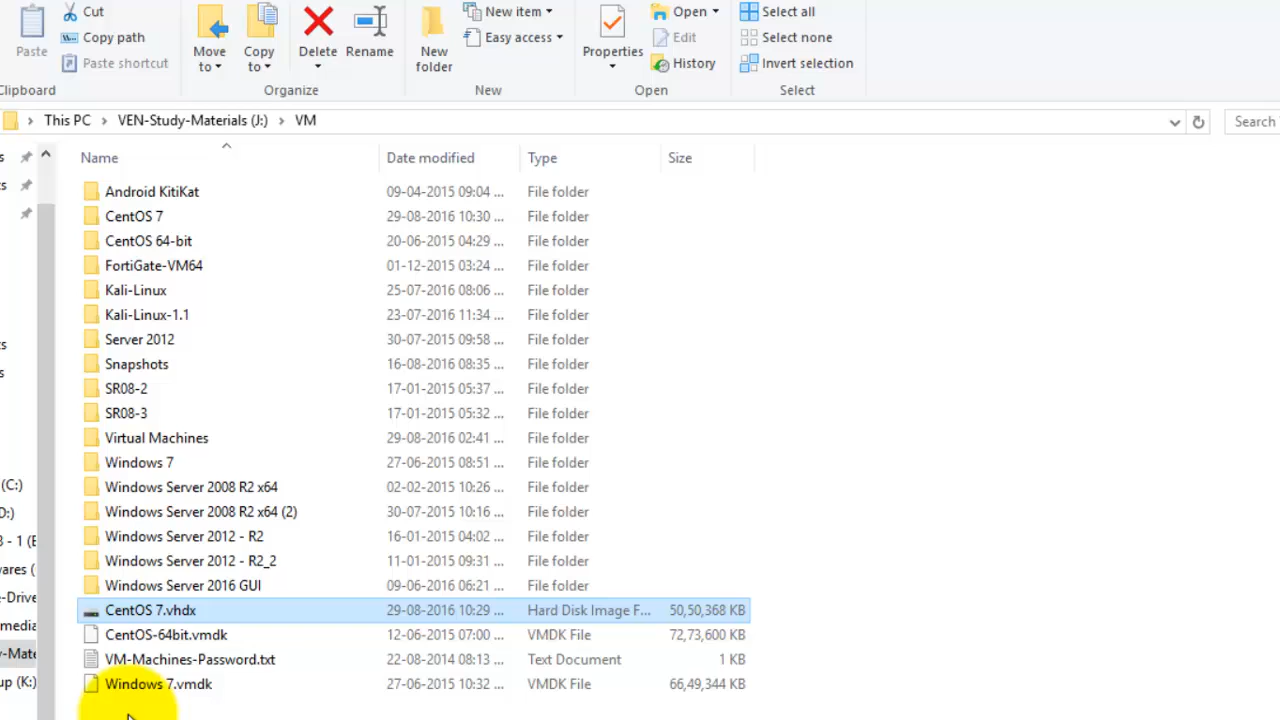 Cut
Copy path
Paste shortcut
Paste
Clipboard
Move to
Copy to
Delete
Rename
Organize
New folder
New item
Easy access
New
Properties
Open
Edit
History
Open
Select all
Select none
Invert selection
Select
This PC > VEN-Study-Materials (J:) > VM
Search
Name Date modified Type Size
Android KitiKat 09-04-2015 09:04 ... File folder
CentOS 7 29-08-2016 10:30 ... File folder
CentOS 64-bit 20-06-2015 04:29 ... File folder
FortiGate-VM64 01-12-2015 03:24 ... File folder
Kali-Linux 25-07-2016 08:06 ... File folder
Kali-Linux-1.1 23-07-2016 11:34 ... File folder
Server 2012 30-07-2015 09:58 ... File folder
Snapshots 16-08-2016 08:35 ... File folder
SR08-2 17-01-2015 05:37 ... File folder
SR08-3 17-01-2015 05:32 ... File folder
Virtual Machines 29-08-2016 02:41 ... File folder
Windows 7 27-06-2015 08:51 ... File folder
Windows Server 2008 R2 x64 02-02-2015 10:26 ... File folder
Windows Server 2008 R2 x64 (2) 30-07-2015 10:16 ... File folder
Windows Server 2012 - R2 16-01-2015 04:02 ... File folder
Windows Server 2012 - R2_2 11-01-2015 09:31 ... File folder
Windows Server 2016 GUI 09-06-2016 06:21 ... File folder
CentOS 7.vhdx 29-08-2016 10:29 ... Hard Disk Image F... 50,50,368 KB
CentOS-64bit.vmdk 12-06-2015 07:00 ... VMDK File 72,73,600 KB
VM-Machines-Password.txt 22-08-2014 08:13 ... Text Document 1 KB
Windows 7.vmdk 27-06-2015 10:32 ... VMDK File 66,49,344 KB
s
ts
ts
s
(C:)
D:)
3 - 1 (E
wares (
e-Drive
media
y-Mate
up (K:)